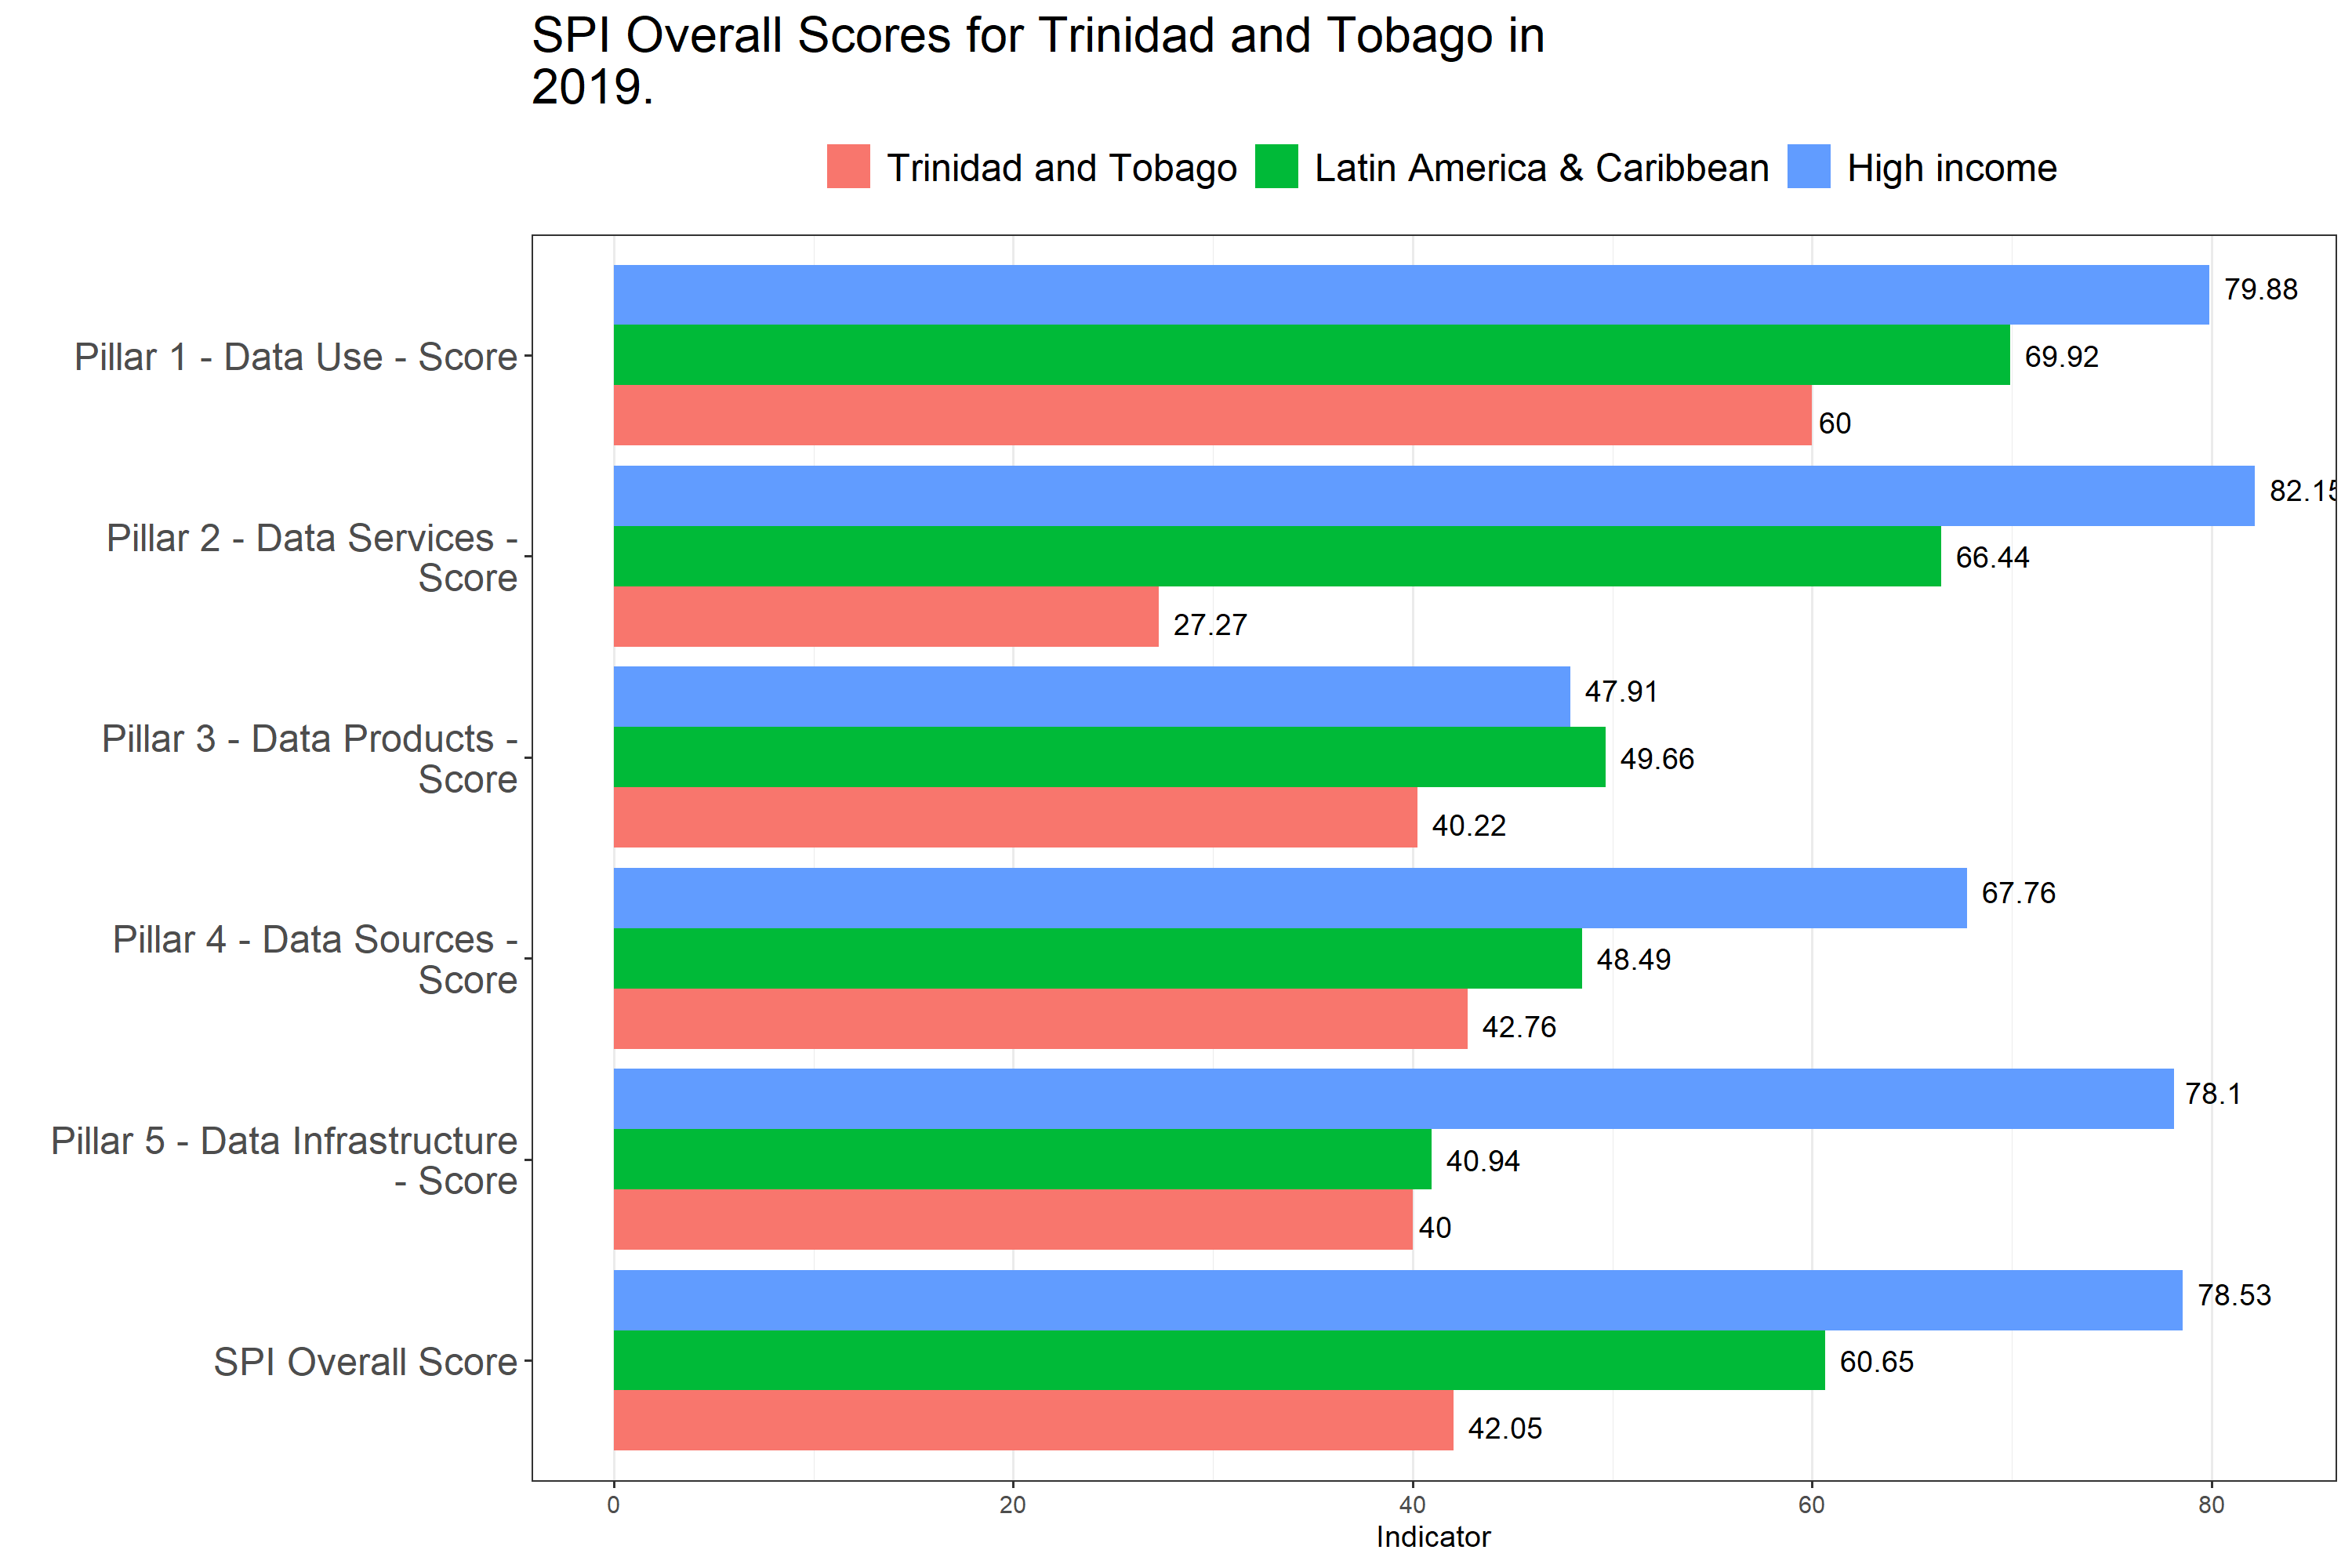 SPI Overall Scores for Trinidad and Tobago in
2019.
Trinidad and Tobago Latin America & Caribbean High income
Pillar 1 - Data Use - Score
79.88
69.92
60
Pillar 2 - Data Services -
Score
82.15
66.44
27.27
Pillar 3 - Data Products -
Score
47.91
49.66
40.22
Pillar 4 - Data Sources -
Score
67.76
48.49
42.76
Pillar 5 - Data Infrastructure
- Score
78.1
40.94
40
SPI Overall Score
78.53
60.65
42.05
0 20 40 60 80
Indicator